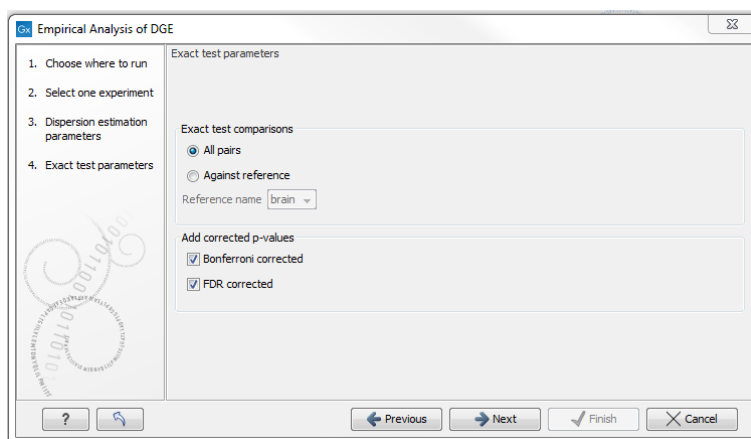 Gx Empirical Analysis of DGE
1. Choose where to run
2. Select one experiment
3. Dispersion estimation
parameters
4. Exact test parameters
Exact test parameters
Exact test comparisons
All pairs
Against reference
Reference name brain
Add corrected p-values
Bonferroni corrected
FDR corrected
? Previous Next Finish Cancel